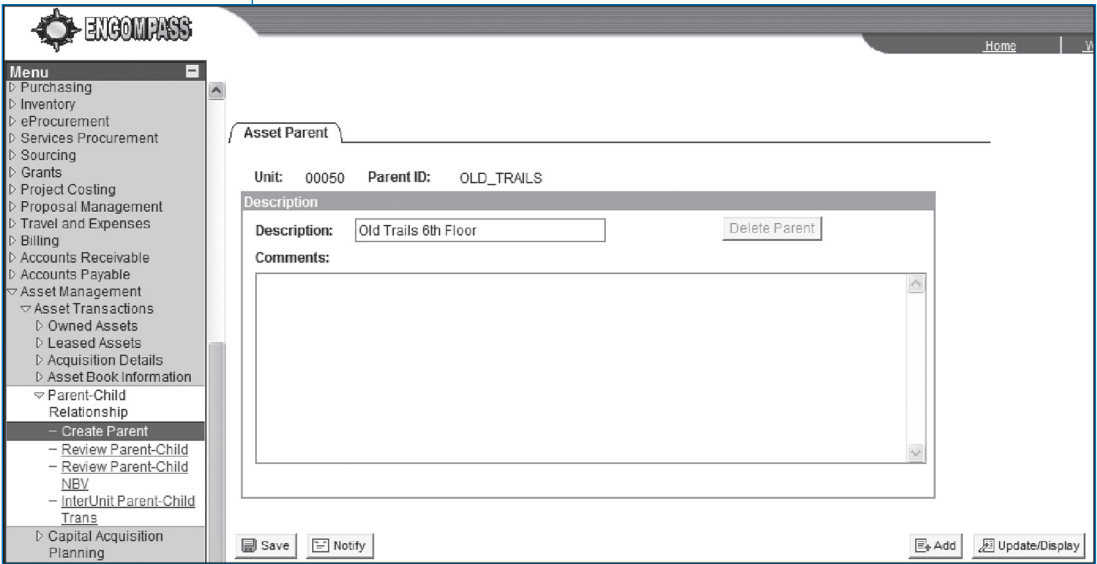 ENCOMPASS
Home
Menu
Purchasing
Inventory
eProcurement
Services Procurement
Sourcing
Grants
Project Costing
Proposal Management
Travel and Expenses
Billing
Accounts Receivable
Accounts Payable
Asset Management
Asset Transactions
Owned Assets
Leased Assets
Acquisition Details
Asset Book Information
Parent-Child
Relationship
– Create Parent
– Review Parent-Child
– Review Parent-Child
NBV
– InterUnit Parent-Child
Trans
Capital Acquisition
Planning
Asset Parent
Unit: 00050 Parent ID: OLD_TRAILS
Description
Description: Old Trails 6th Floor Delete Parent
Comments:
Save Notify Add Update/Display